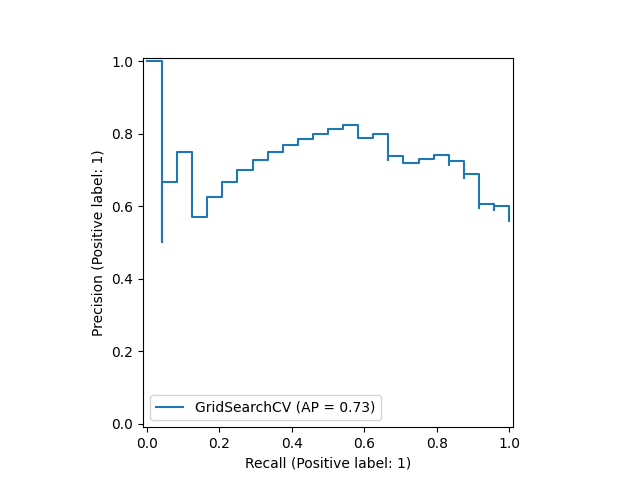 1.0
0.8
0.6
0.4
0.2
0.0
Precision (Positive label: 1)
GridSearchCV (AP = 0.73)
0.0 0.2 0.4 0.6 0.8 1.0
Recall (Positive label: 1)